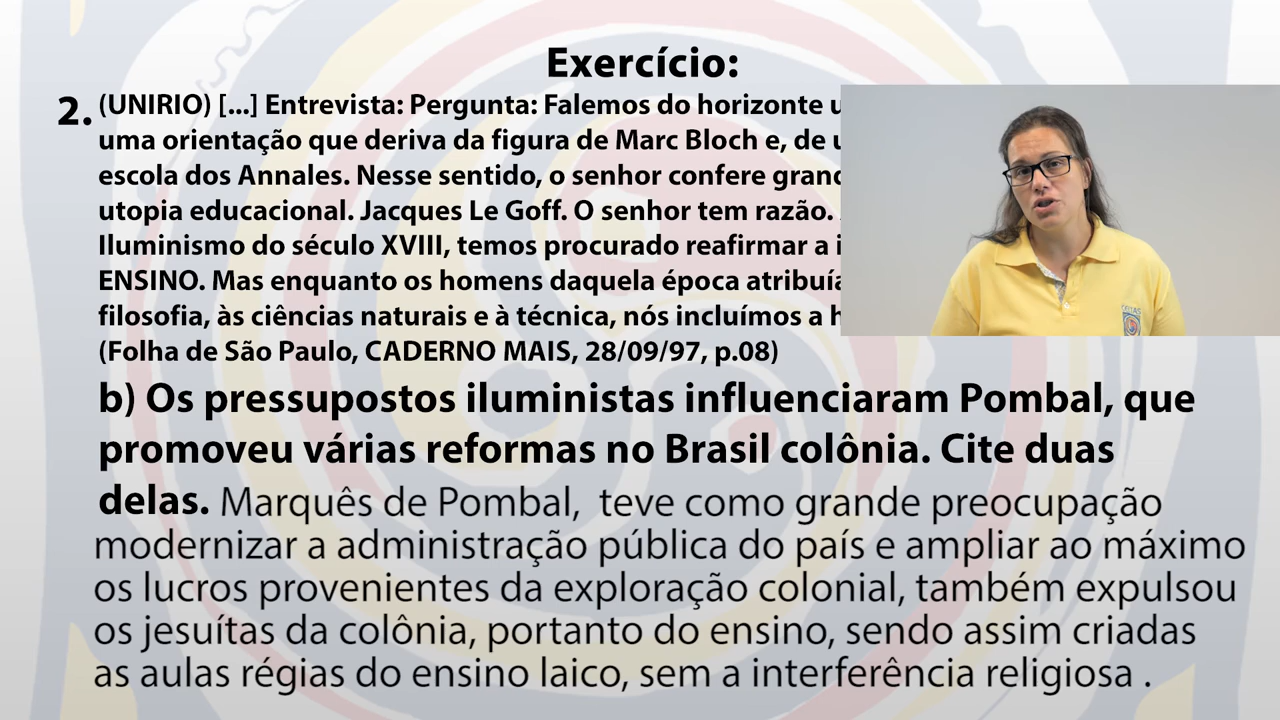 Exercício:
2. (UNIRIO) [...] Entrevista: Pergunta: Falemos do horizonte
uma orientação que deriva da figura de Marc Bloch e, de
escola dos Annales. Nesse sentido, o senhor confere
utopia educacional. Jacques Le Goff. O senhor tem razão.
Iluminismo do século XVIII, temos procurado reafirmar a
ENSINO. Mas enquanto os homens daquela época
filosofia, às ciências naturais e à técnica, nós incluímos a
(Folha de São Paulo, CADERNO MAIS, 28/09/97, p.08)
b) Os pressupostos iluministas influenciaram Pombal, que
promoveu várias reformas no Brasil colônia. Cite duas
delas. Marquês de Pombal, teve como grande preocupação
modernizar a administração pública do país e ampliar ao máximo
os lucros provenientes da exploração colonial, também expulsou
os jesuítas da colônia, portanto do ensino, sendo assim criadas
as aulas régias do ensino laico, sem a interferência religiosa .